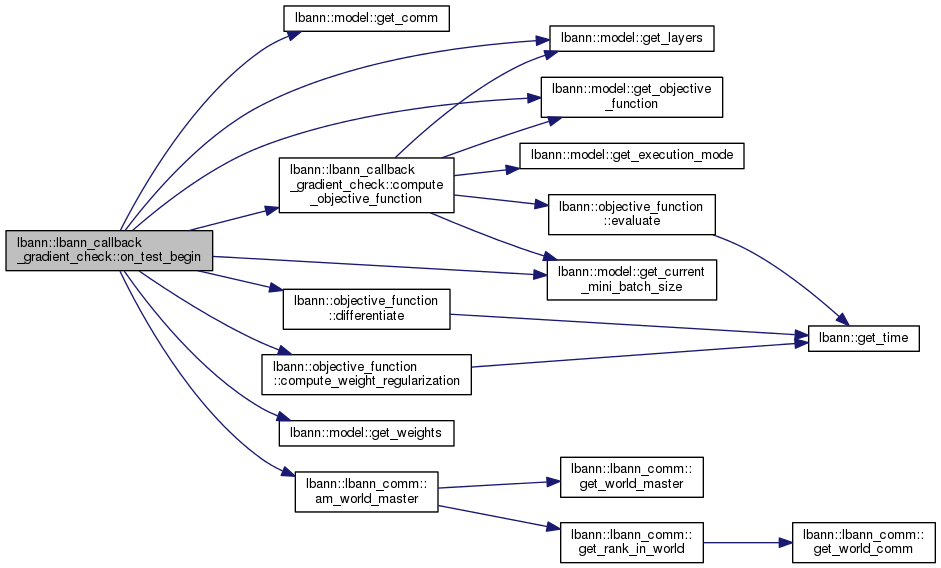 lbann::model::get_comm
lbann::model::get_layers
lbann::model::get_objective
_function
lbann::model::get_execution_mode
lbann::lbann_callback
_gradient_check::compute
_objective_function
lbann::objective_function
::evaluate
lbann::lbann_callback
_gradient_check::on_test_begin
lbann::model::get_current
_mini_batch_size
lbann::objective_function
::differentiate
lbann::get_time
lbann::objective_function
::compute_weight_regularization
lbann::model::get_weights
lbann::lbann_comm::
am_world_master
lbann::lbann_comm::
get_world_master
lbann::lbann_comm::
get_rank_in_world
lbann::lbann_comm::
get_world_comm